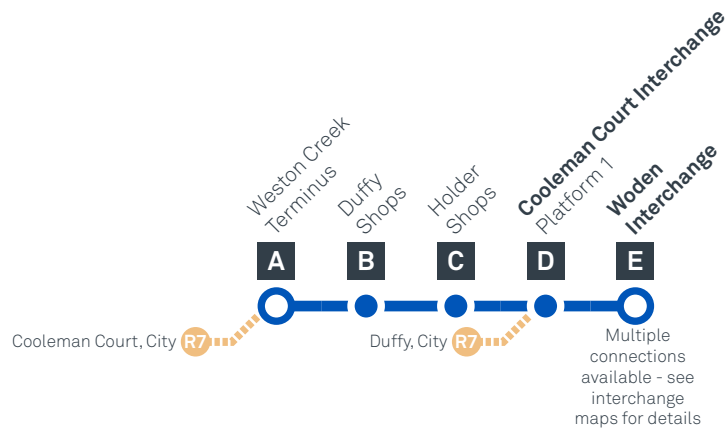 Weston Creek
Terminus
Duffy
Shops
Holder
Shops
Cooleman Court Interchange
Platform 1
Woden
Interchange
A
B
C
D
E
Cooleman Court, City R7
Duffy, City R7
Multiple
connections
available - see
interchange
maps for details